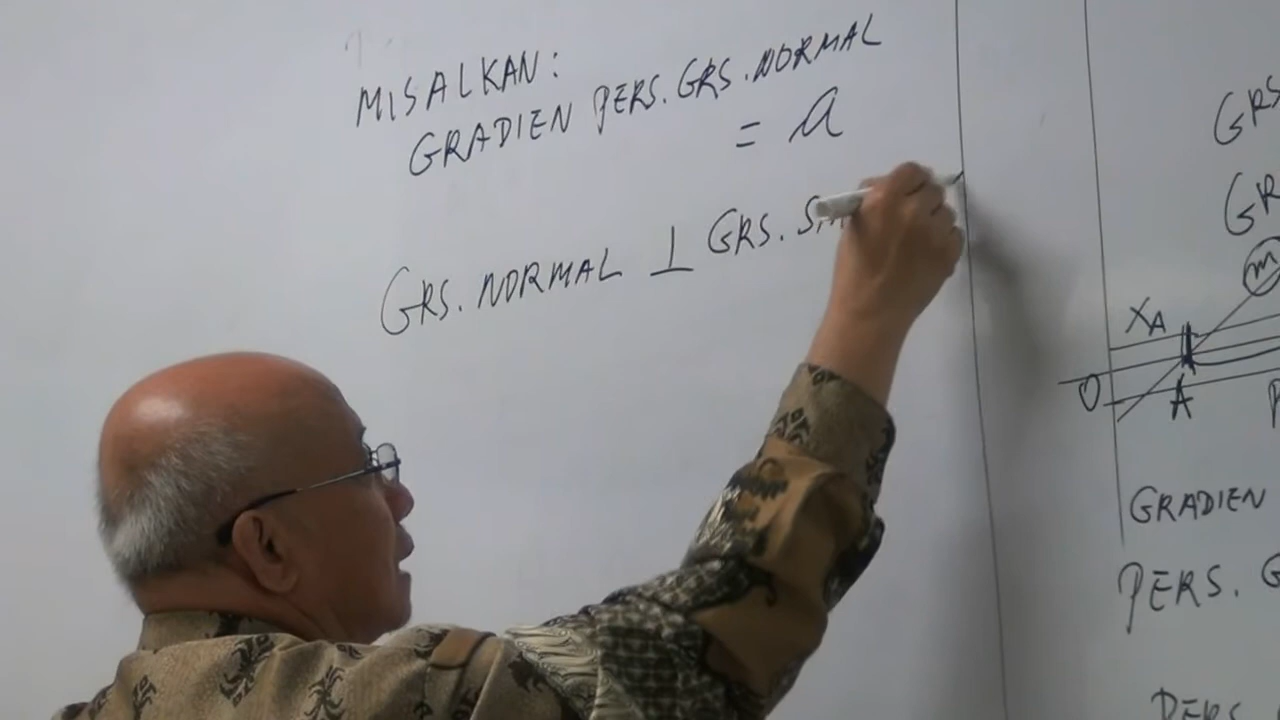 MISALKAN:
GRADIEN PERS. GRS. NORMAL
= a
GRS. NORMAL ⊥ GRS.
GRS
GR
m
XA
O
A
GRADIEN
PERS. G
PERS.